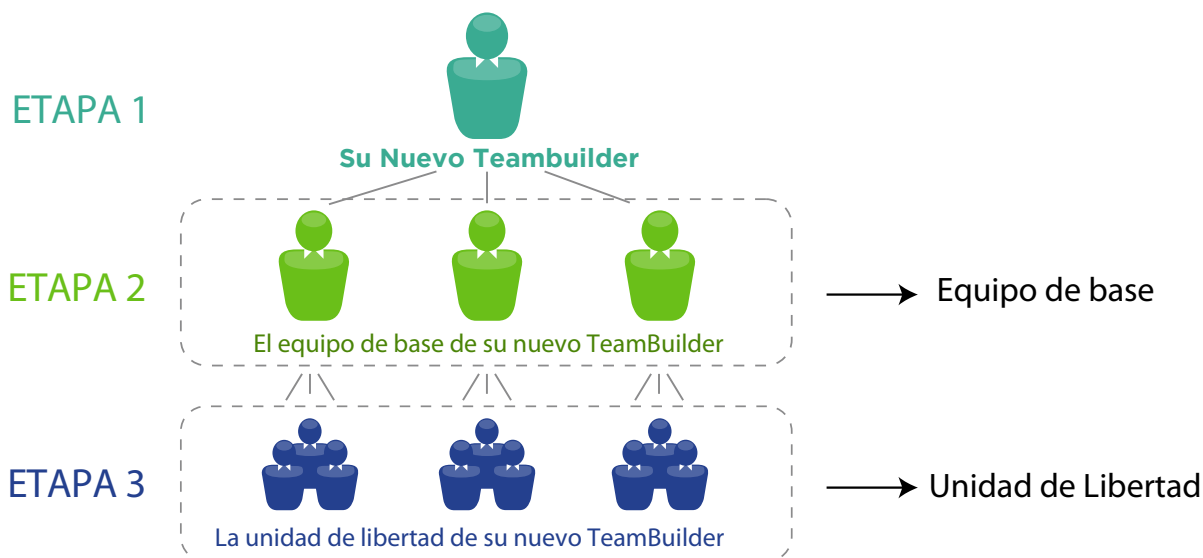 ETAPA 1
Su Nuevo Teambuilder
ETAPA 2
El equipo de base de su nuevo TeamBuilder
Equipo de base
ETAPA 3
La unidad de libertad de su nuevo TeamBuilder
Unidad de Libertad